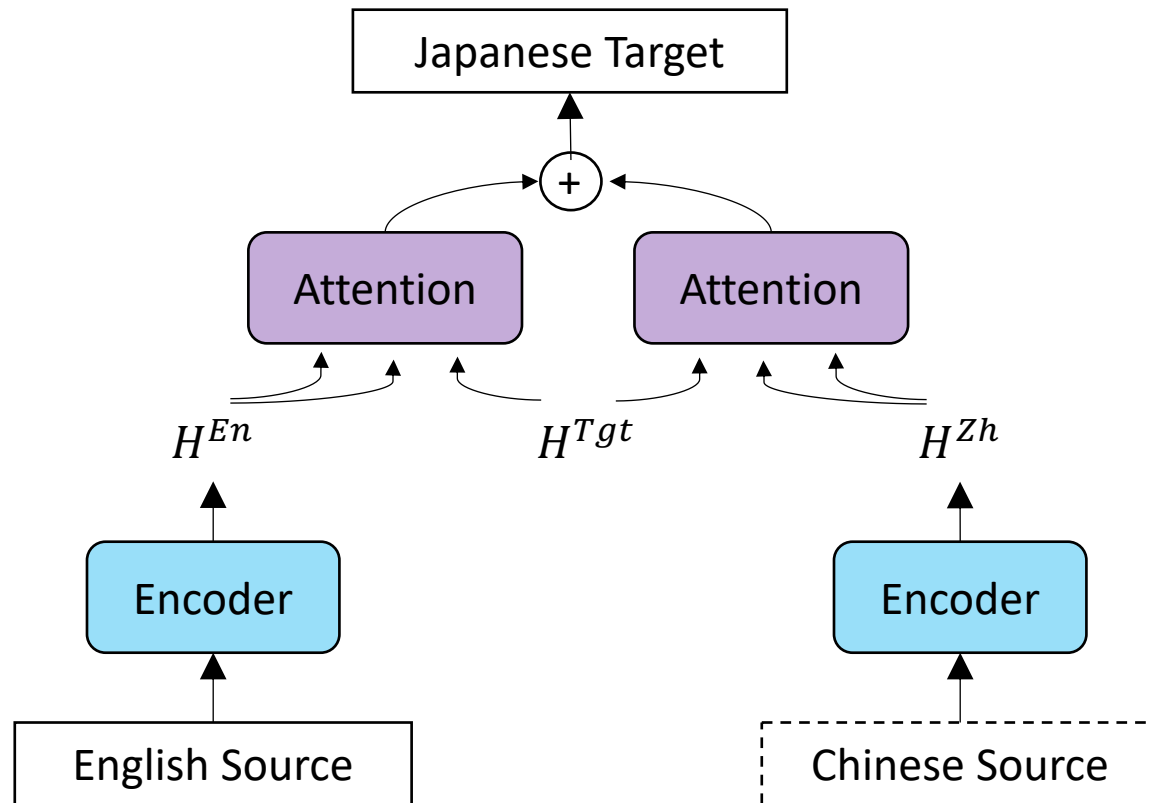 Japanese Target
+
Attention Attention
H^{En} H^{Tgt} H^{Zh}
Encoder Encoder
English Source Chinese Source